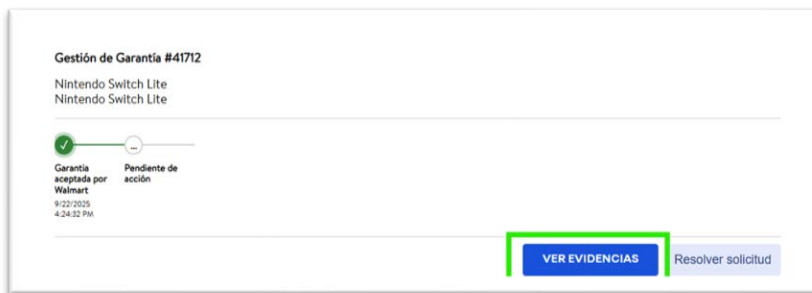 Gestión de Garantía #41712
Nintendo Switch Lite
Nintendo Switch Lite
...
Garantia
aceptada por
Walmart
9/22/2025
4:24:32 PM
Pendiente de
acción
VER EVIDENCIAS
Resolver solicitud